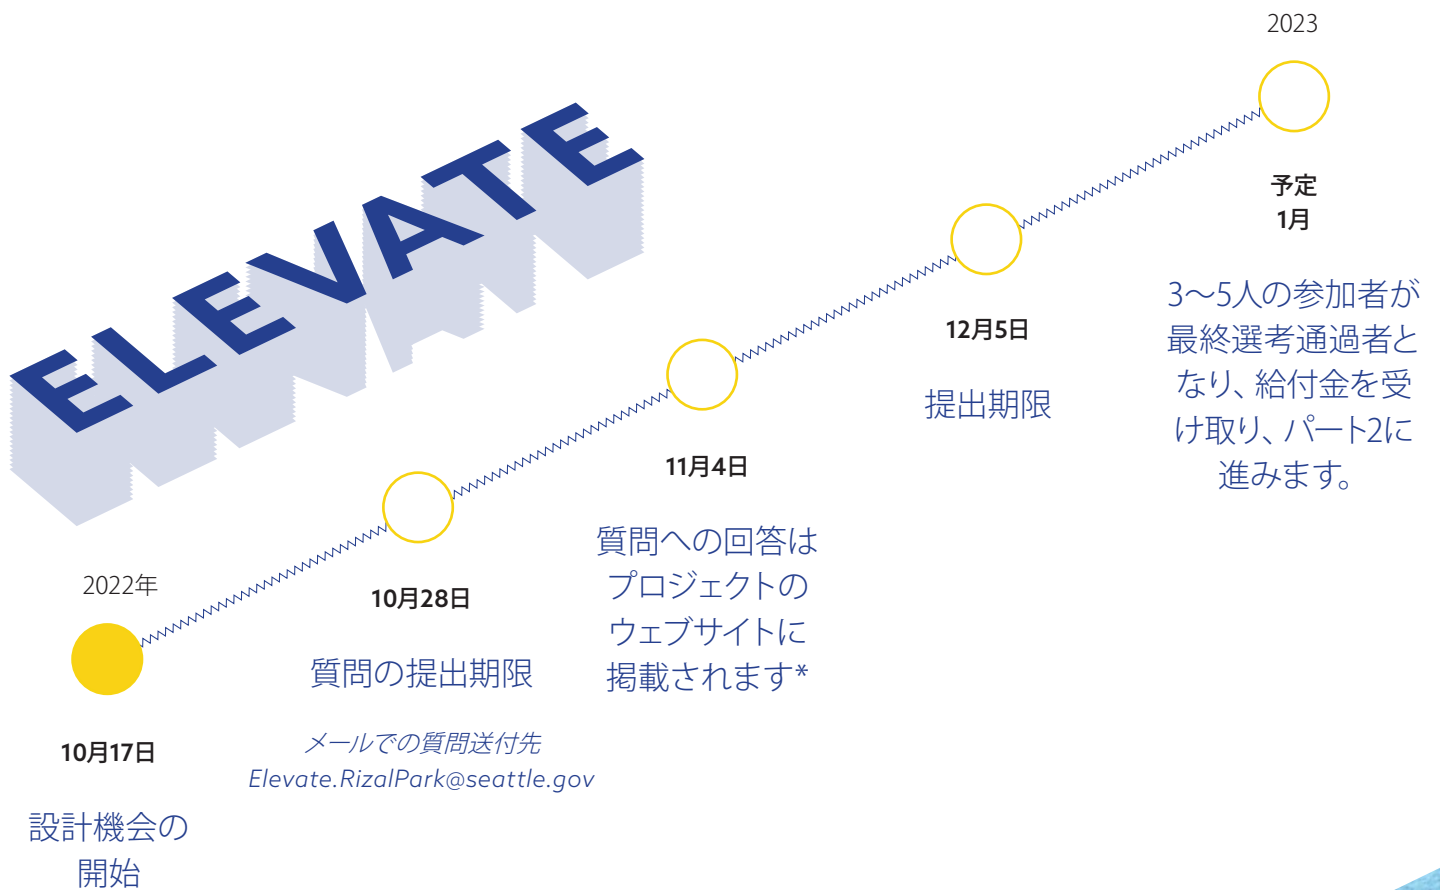 ELEVATE
2022年
10月17日
設計機会の
開始
10月28日
質問の提出期限
メールでの質問送付先
Elevate.RizalPark@seattle.gov
11月4日
質問への回答は
プロジェクトの
ウェブサイトに
掲載されます*
12月5日
提出期限
2023
予定
1月
3〜5人の参加者が
最終選考通過者と
なり、給付金を受
け取り、パート2に
進みます。